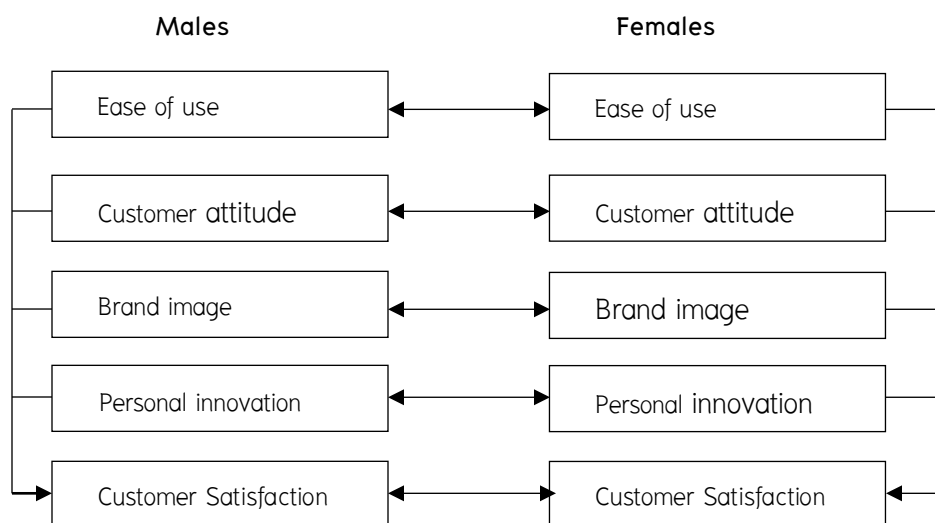 Males Females
Ease of use Ease of use
Customer attitude Customer attitude
Brand image Brand image
Personal innovation Personal innovation
Customer Satisfaction Customer Satisfaction